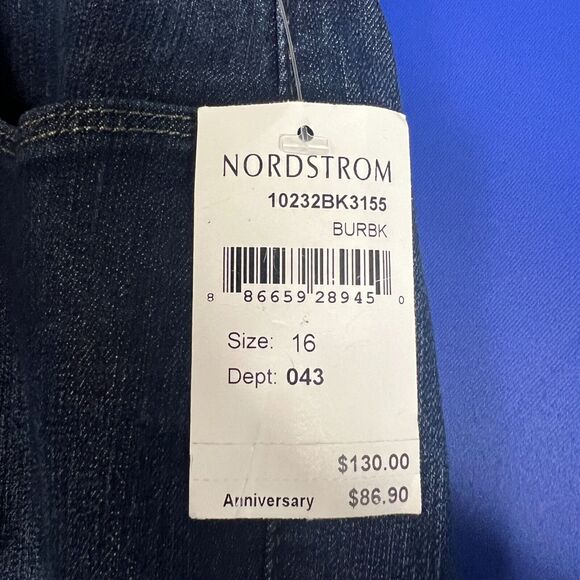 NORDSTROM
10232BK3155
BURBK
8 86659 28945 0
Size: 16
Dept: 043
$130.00
Anniversary $86.90